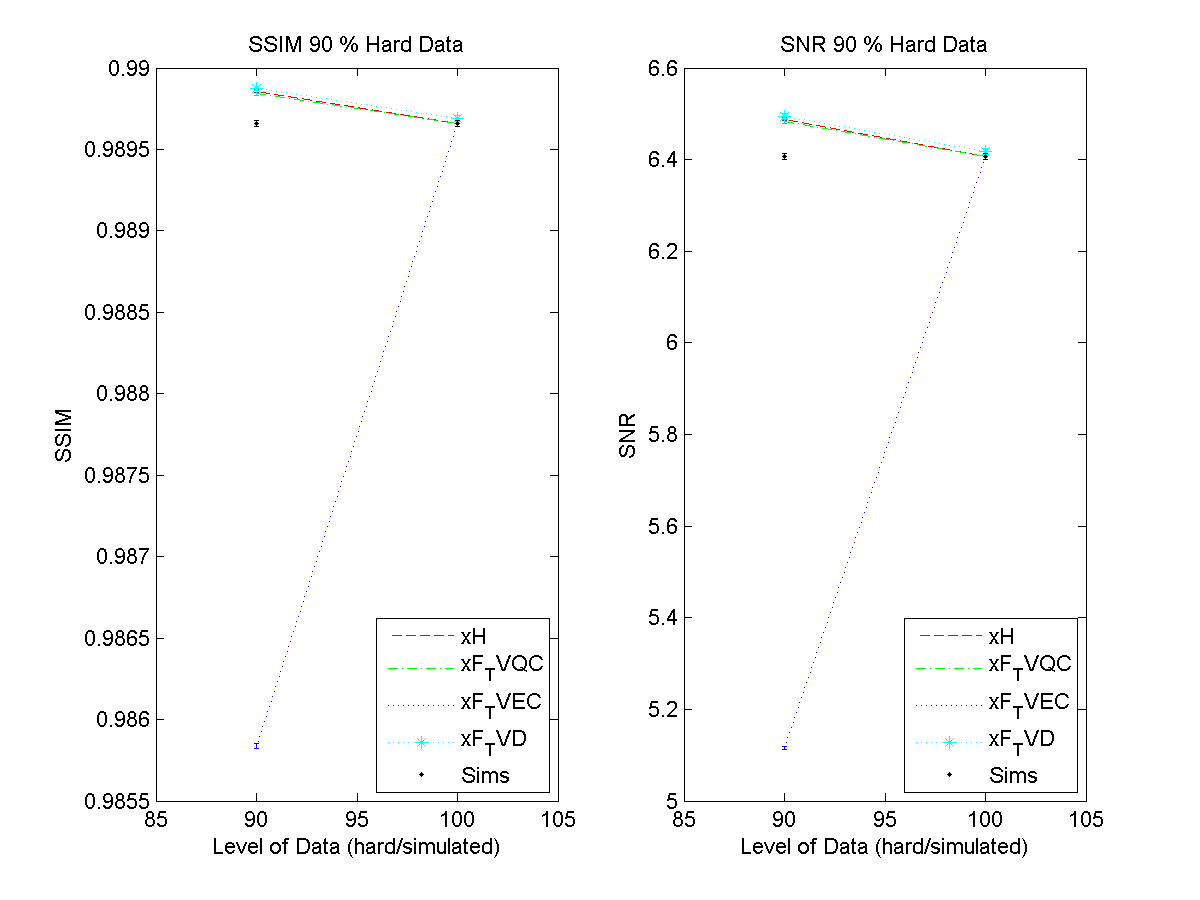 SSIM 90 % Hard Data
0.99
0.9895
0.989
0.9885
0.988
0.9875
0.987
0.9865
0.986
0.9855
SSIM
85
90
95
100
105
Level of Data (hard/simulated)
xH
xF_TVQC
xF_TVEC
xF_TVD
Sims
SNR 90 % Hard Data
6.6
6.4
6.2
6
5.8
5.6
5.4
5.2
5
SNR
85
90
95
100
105
Level of Data (hard/simulated)
xH
xF_TVQC
xF_TVEC
xF_TVD
Sims